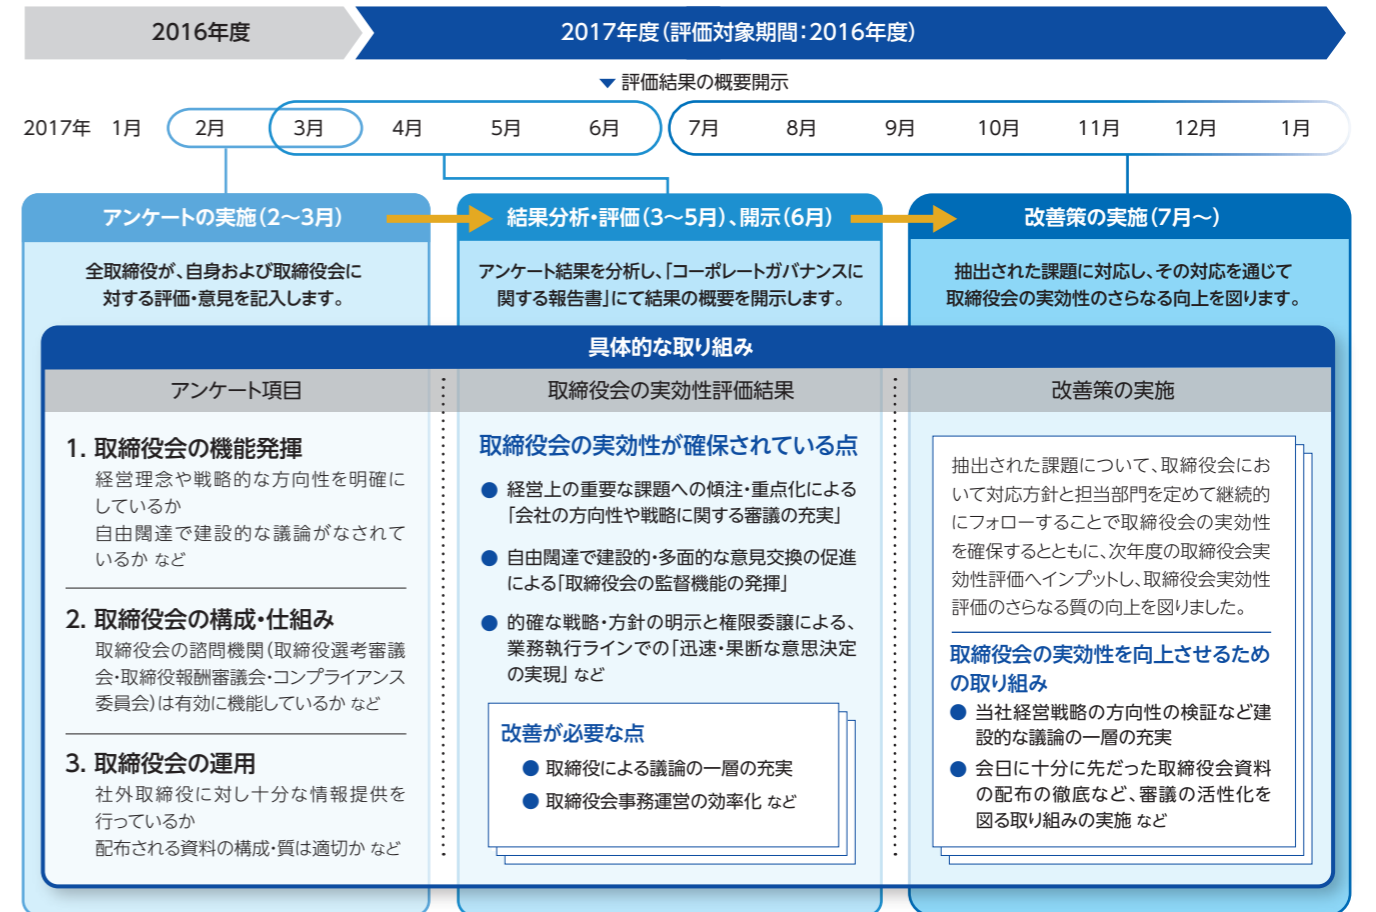 2016年度
2017年度(評価対象期間:2016年度)
▼ 評価結果の概要開示
2017年 1月 2月 3月 4月 5月 6月 7月 8月 9月 10月 11月 12月 1月
アンケートの実施(2〜3月)
全取締役が、自身および取締役会に
対する評価・意見を記入します。
結果分析・評価(3〜5月)、開示(6月)
アンケート結果を分析し、「コーポレートガバナンスに
関する報告書」にて結果の概要を開示します。
改善策の実施(7月〜)
抽出された課題に対応し、その対応を通じて
取締役会の実効性のさらなる向上を図ります。
具体的な取り組み
アンケート項目
1. 取締役会の機能発揮
経営理念や戦略的な方向性を明確に
しているか
自由闊達で建設的な議論がなされて
いるか など
2. 取締役会の構成・仕組み
取締役会の諮問機関(取締役選考審議
会・取締役報酬審議会・コンプライアンス
委員会)は有効に機能しているか など
3. 取締役会の運用
社外取締役に対し十分な情報提供を
行っているか
配布される資料の構成・質は適切か など
取締役会の実効性評価結果
取締役会の実効性が確保されている点
● 経営上の重要な課題への傾注・重点化による
「会社の方向性や戦略に関する審議の充実」
● 自由闊達で建設的・多面的な意見交換の促進
による「取締役会の監督機能の発揮」
● 的確な戦略・方針の明示と権限委譲による、
業務執行ラインでの「迅速・果断な意思決定
の実現」 など
改善が必要な点
● 取締役による議論の一層の充実
● 取締役会事務運営の効率化 など
改善策の実施
抽出された課題について、取締役会にお
いて対応方針と担当部門を定めて継続的
にフォローすることで取締役会の実効性
を確保するとともに、次年度の取締役会実
効性評価へインプットし、取締役会実効性
評価のさらなる質の向上を図りました。
取締役会の実効性を向上させるため
の取り組み
● 当社経営戦略の方向性の検証など建
設的な議論の一層の充実
● 会日に十分に先だった取締役会資料
の配布の徹底など、審議の活性化を
図る取り組みの実施 など